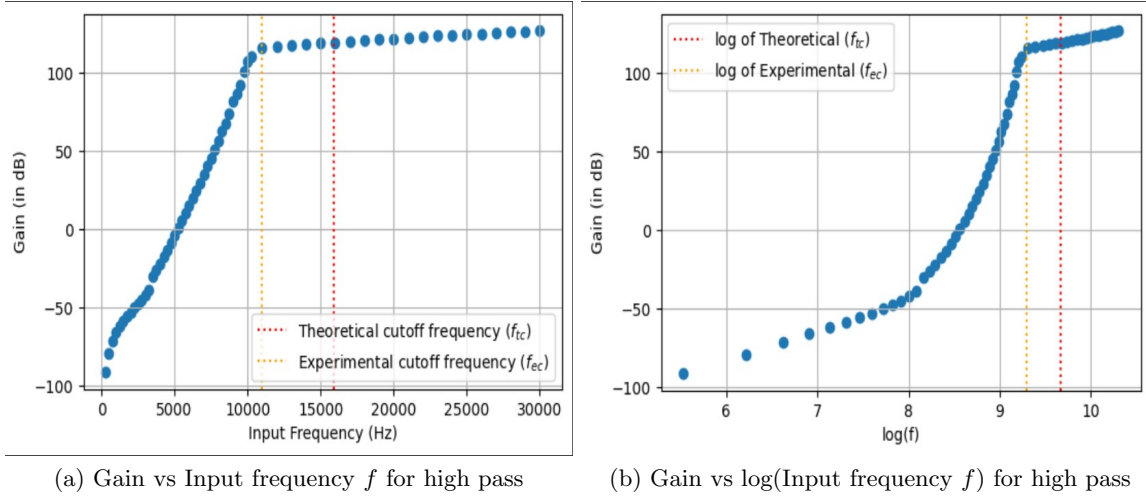 100
50
0
−50
−100
Gain (in dB)
Theoretical cutoff frequency (f_tc)
Experimental cutoff frequency (f_ec)
0 5000 10000 15000 20000 25000 30000
Input Frequency (Hz)
(a) Gain vs Input frequency f for high pass
log of Theoretical (f_tc)
log of Experimental (f_ec)
100
50
0
−50
−100
Gain (in dB)
6 7 8 9 10
log(f)
(b) Gain vs log(Input frequency f) for high pass